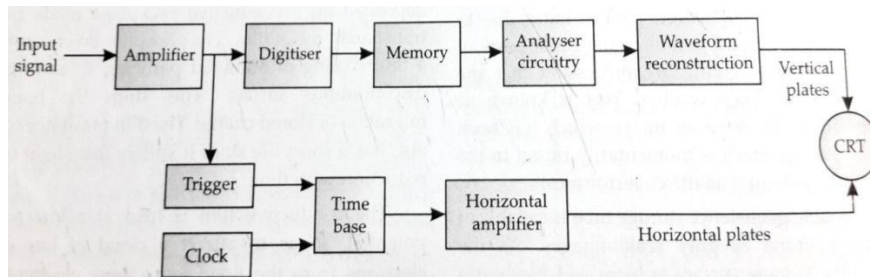 Input
signal
Amplifier
Digitiser
Memory
Analyser
circuitry
Waveform
reconstruction
Vertical
plates
CRT
Trigger
Time
base
Horizontal
amplifier
Clock
Horizontal plates